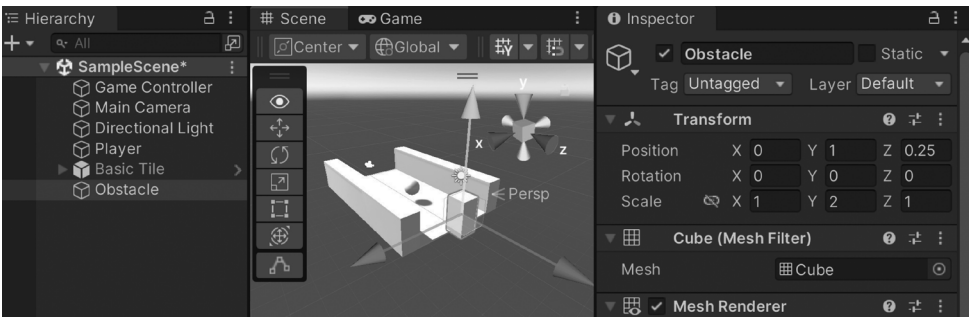 Hierarchy
All
SampleScene*
Game Controller
Main Camera
Directional Light
Player
Basic Tile
Obstacle
Scene
Game
Center
Global
y
x
z
Persp
Inspector
Obstacle
Static
Tag Untagged
Layer Default
Transform
Position X 0 Y 1 Z 0.25
Rotation X 0 Y 0 Z 0
Scale X 1 Y 2 Z 1
Cube (Mesh Filter)
Mesh Cube
Mesh Renderer